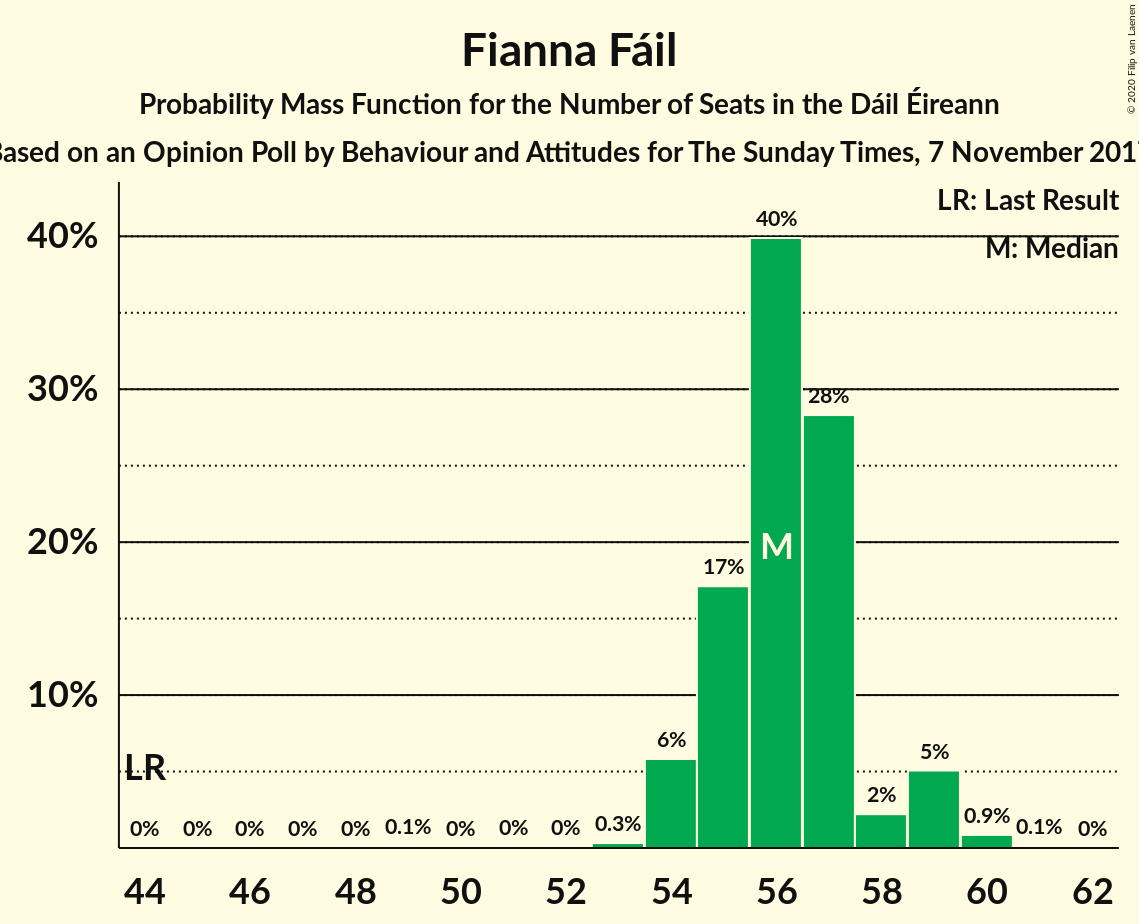 Fianna Fáil
Probability Mass Function for the Number of Seats in the Dáil Éireann
Based on an Opinion Poll by Behaviour and Attitudes for The Sunday Times, 7 November 2017
© 2020 Filip van Laenen
LR: Last Result
M: Median
40%
30%
20%
10%
LR
0% 0% 0% 0% 0% 0.1% 0% 0% 0% 0.3% 6% 17% 40% 28% 2% 5% 0.9% 0.1% 0%
M
44 46 48 50 52 54 56 58 60 62